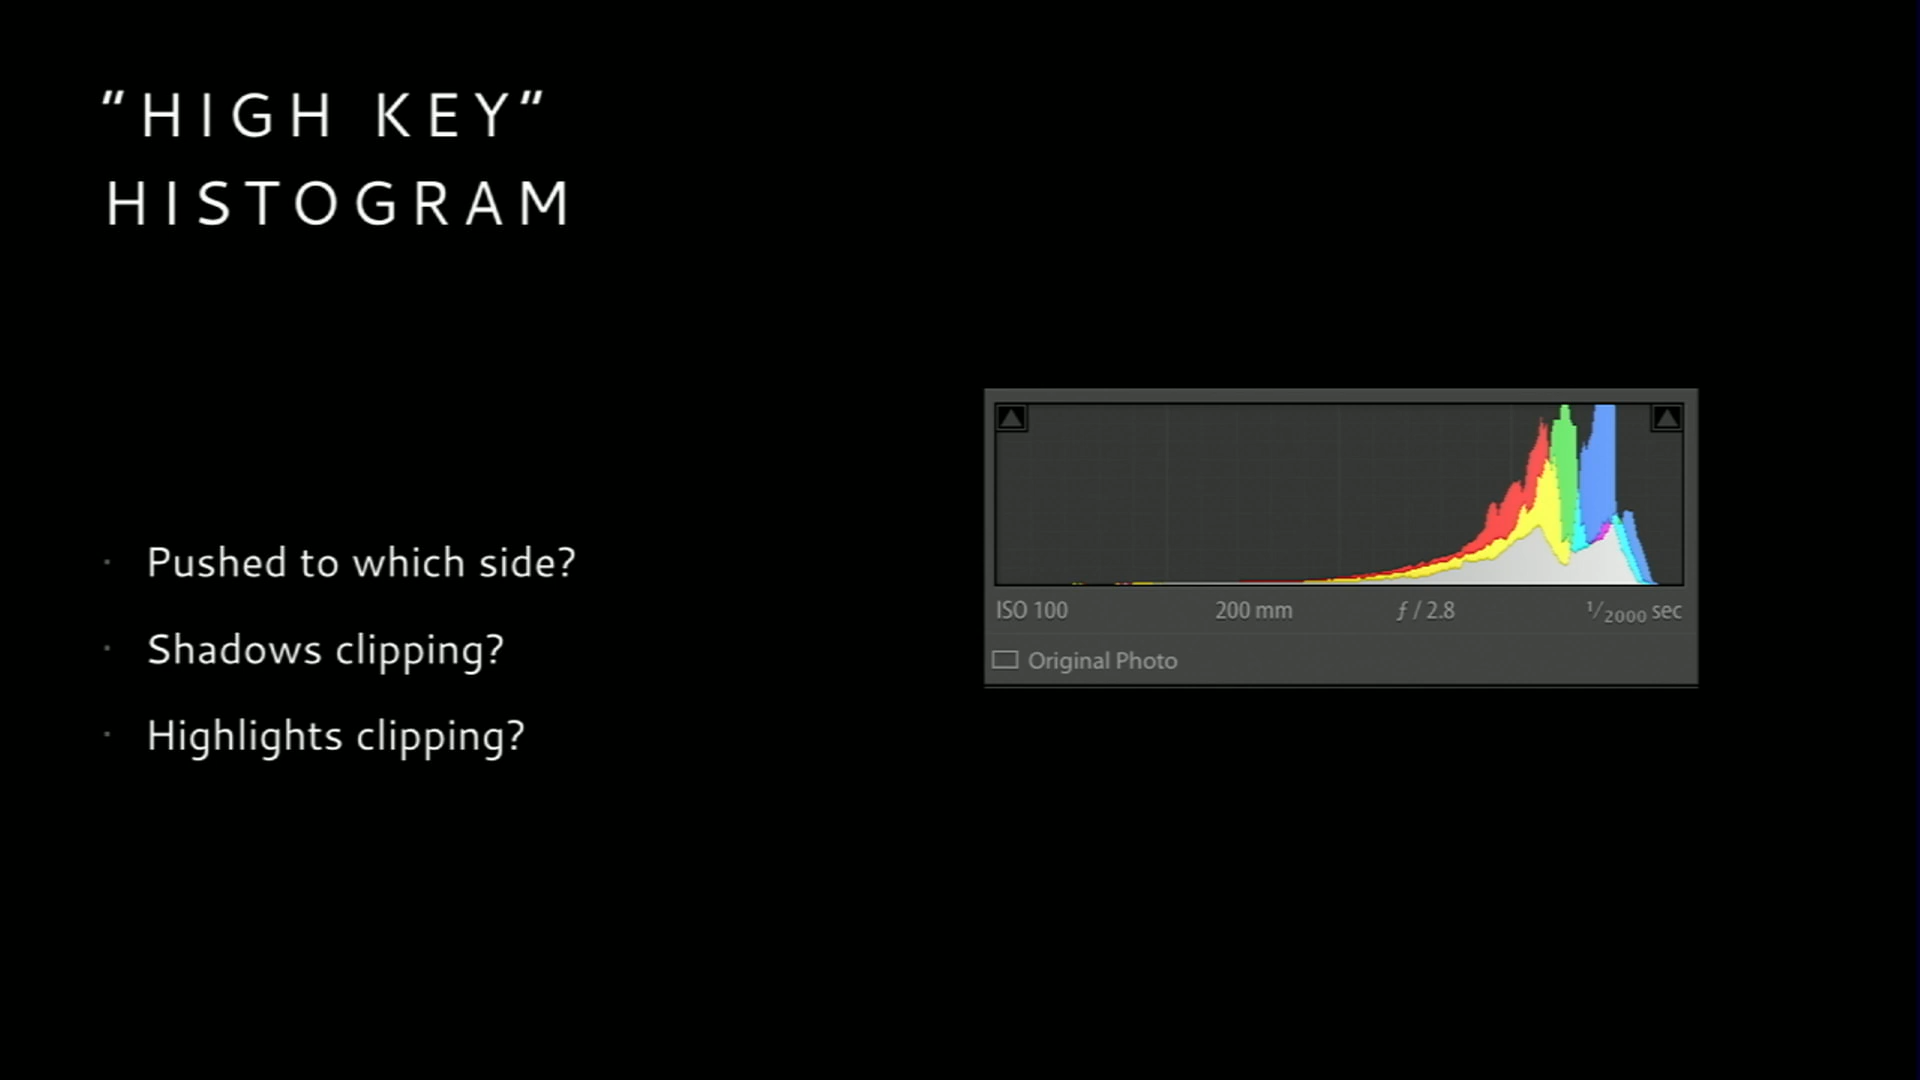 "HIGH KEY"
HISTOGRAM
· Pushed to which side?
· Shadows clipping?
· Highlights clipping?
ISO 100 200 mm ƒ / 2.8 1/2000 sec
Original Photo